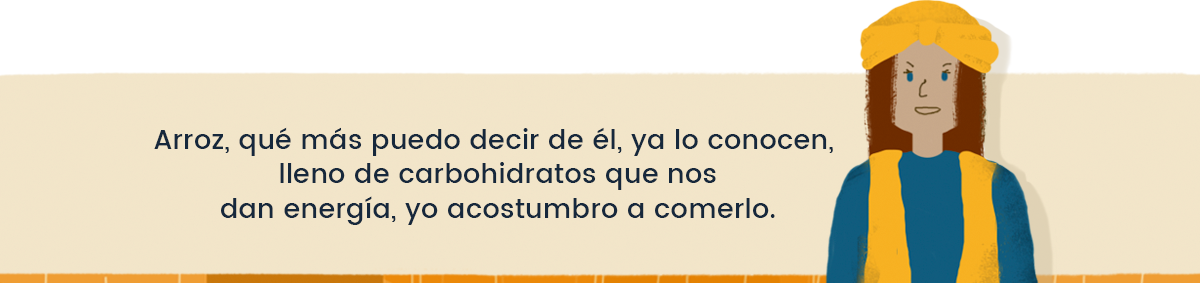 Arroz, qué más puedo decir de él, ya lo conocen,
lleno de carbohidratos que nos
dan energía, yo acostumbro a comerlo.